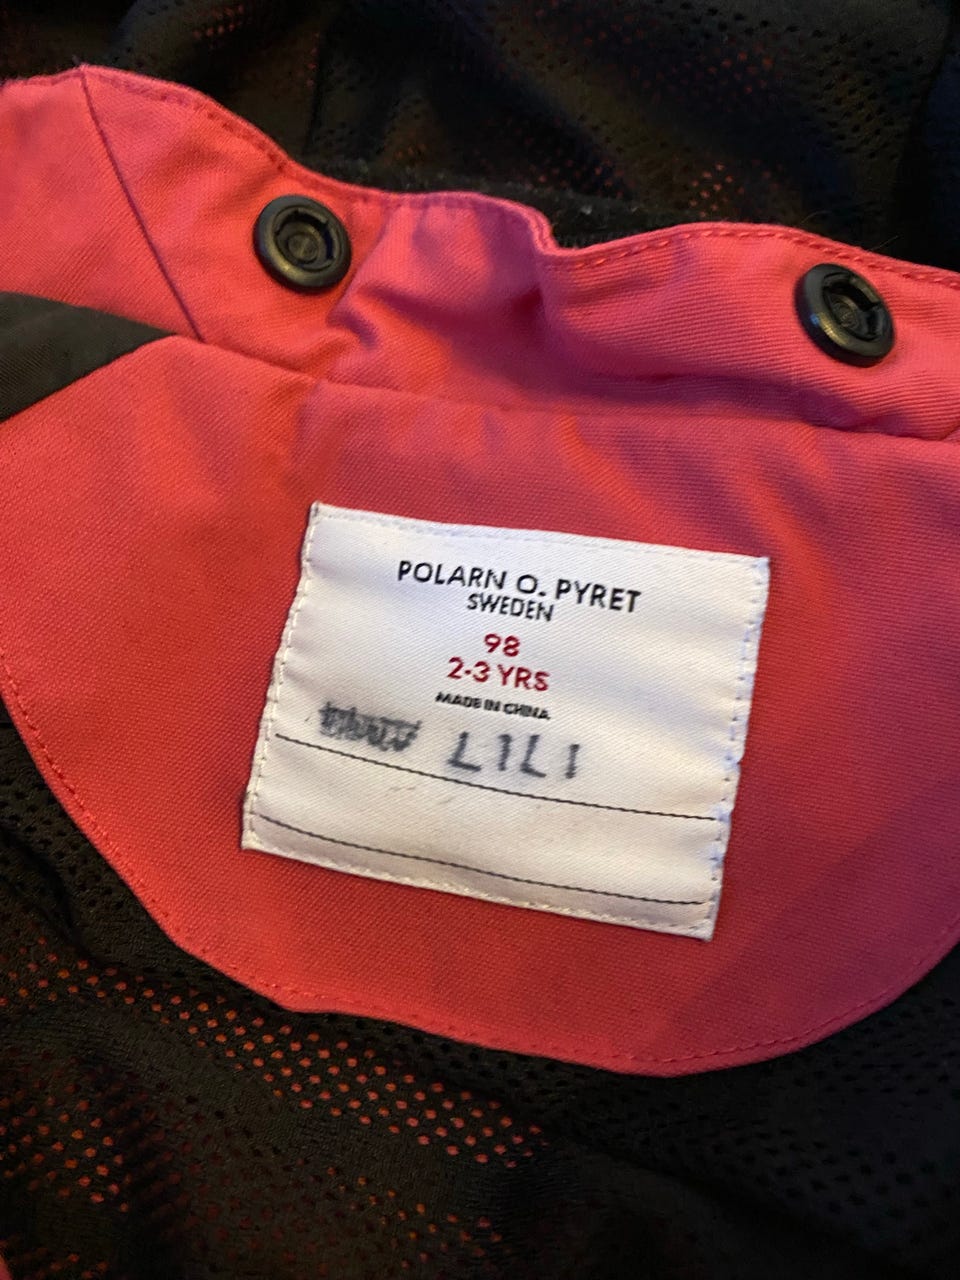 POLARN O. PYRET
SWEDEN
98
2-3 YRS
MADE IN CHINA
LILI